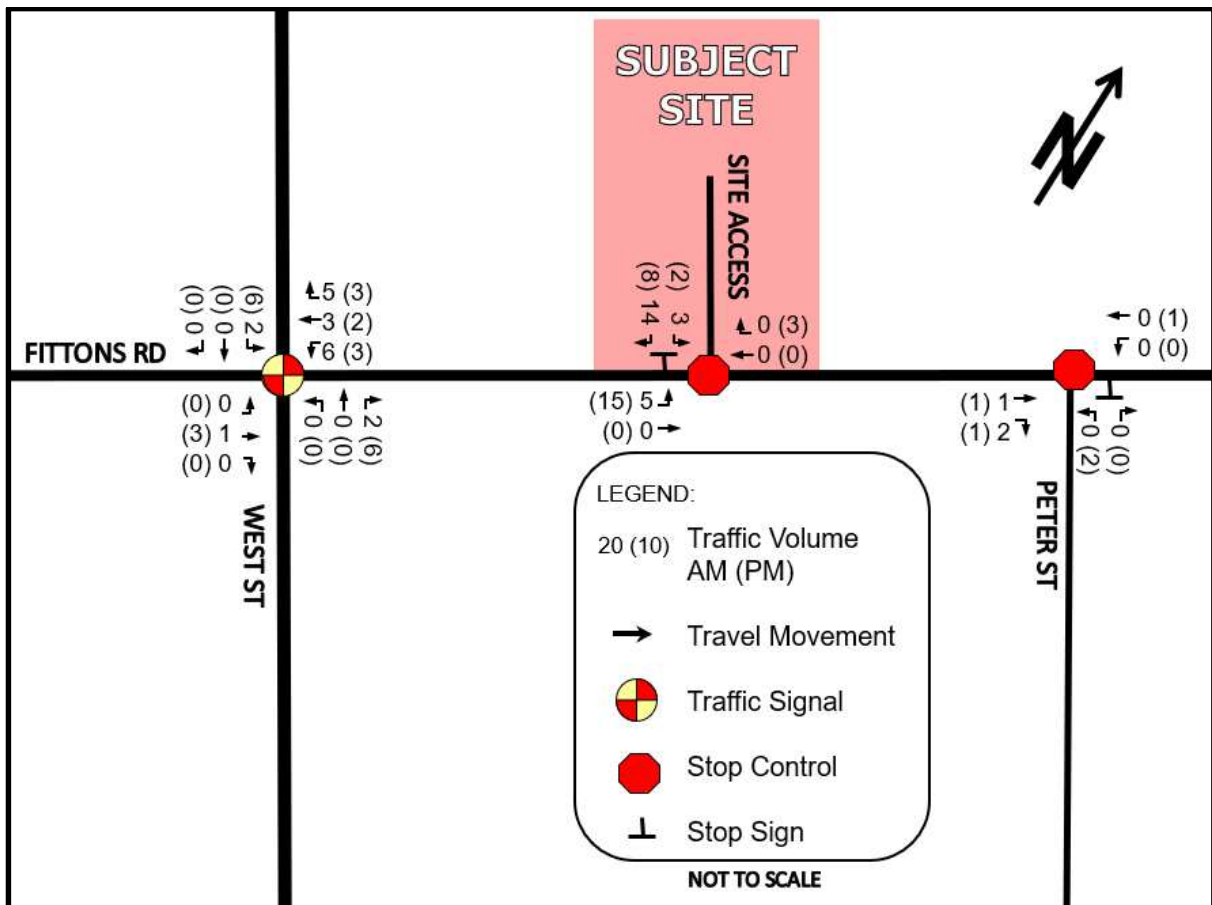 SUBJECT
SITE
N
SITE ACCESS
(0) 0
(0) 0
(6) 2
5 (3)
3 (2)
6 (3)
(8) 14
(2) 3
0 (3)
0 (0)
0 (1)
0 (0)
FITTONS RD
(0) 0
(3) 1
(0) 0
0 (0)
0 (0)
2 (6)
(15) 5
(0) 0
(1) 1
(1) 2
0 (2)
0 (0)
WEST ST
PETER ST
LEGEND:
20 (10) Traffic Volume
AM (PM)
Travel Movement
Traffic Signal
Stop Control
Stop Sign
NOT TO SCALE